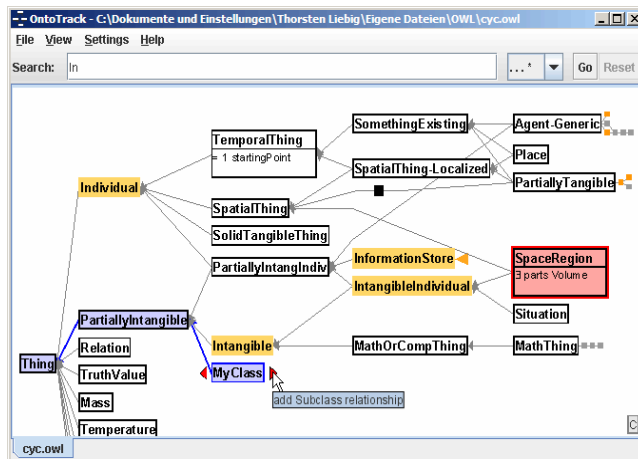 OntoTrack - C:\Dokumente und Einstellungen\Thorsten Liebig\Eigene Dateien\OWL\cyc.owl
File View Settings Help
Search: In ...* Go Reset
SomethingExisting
Agent-Generic
TemporalThing
= 1 startingPoint
Place
SpatialThing-Localized
PartiallyTangible
Individual
SpatialThing
SolidTangibleThing
InformationStore
SpaceRegion
PartiallyIntangIndiv
∃ parts Volume
IntangibleIndividual
Situation
PartiallyIntangible
Relation
Intangible
MathOrCompThing
MathThing
Thing
TruthValue
MyClass
Mass
add Subclass relationship
Temperature
C
cyc.owl